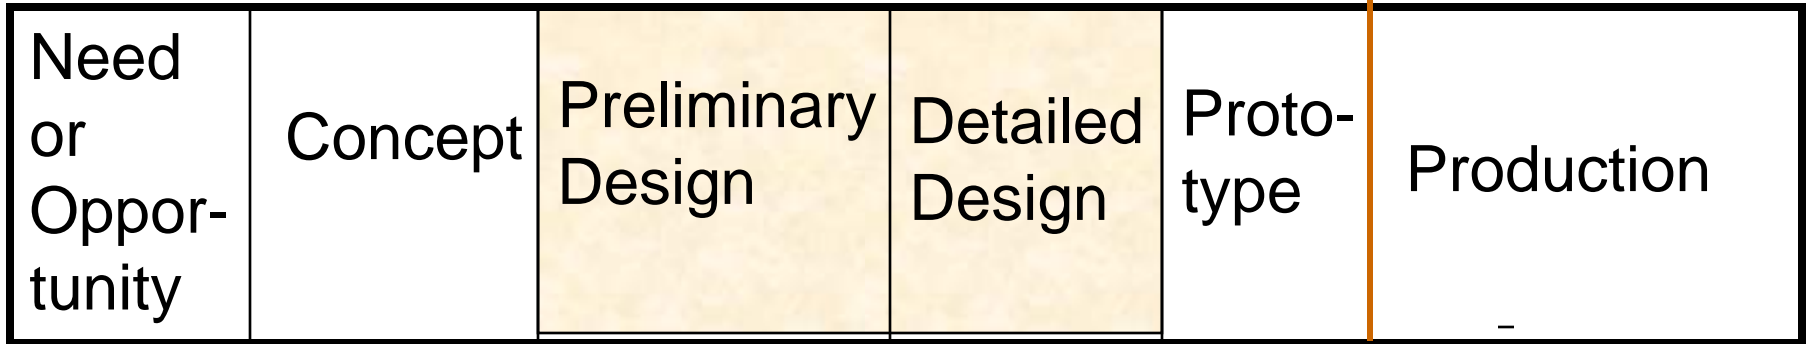 Need
or
Oppor-
tunity
Concept
Preliminary
Design
Detailed
Design
Proto-
type
Production
–